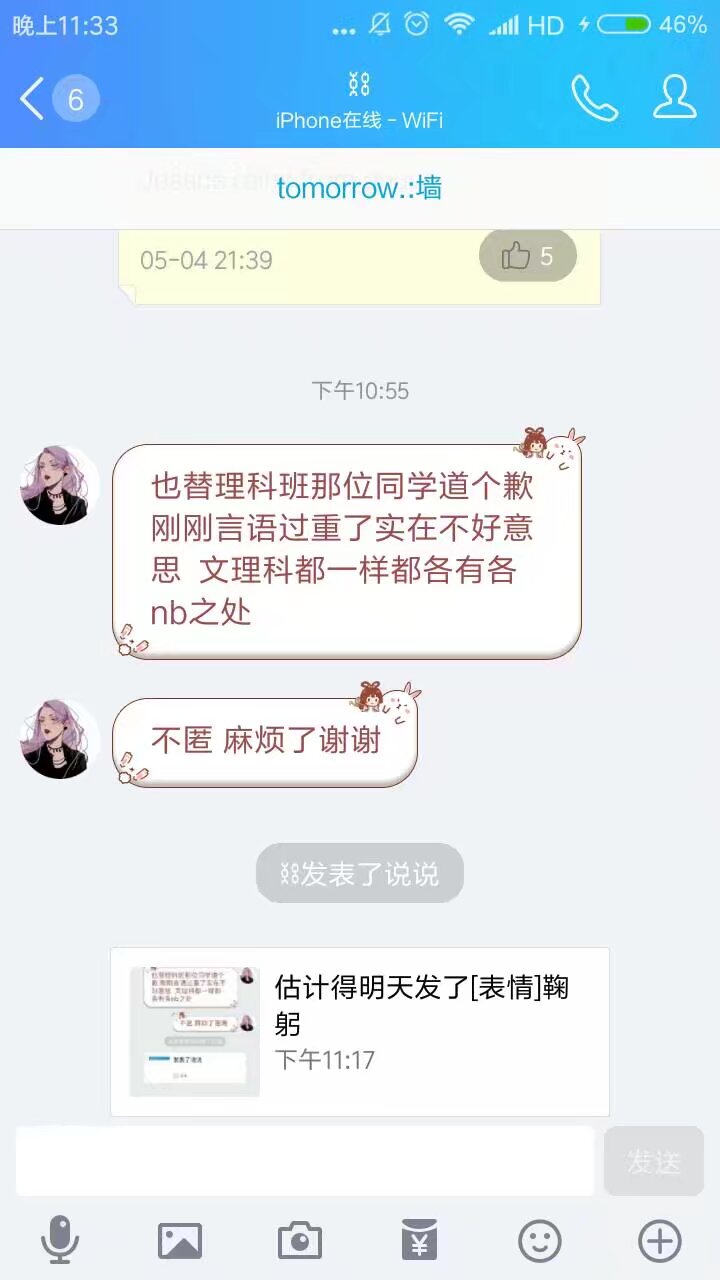 晚上11:33
HD
46%
6
iPhone在线 - WiFi
tomorrow.:墙
05-04 21:39
5
下午10:55
也替理科班那位同学道个歉
刚刚言语过重了实在不好意
思 文理科都一样都各有各
nb之处
不匿 麻烦了谢谢
发表了说说
估计得明天发了[表情]鞠
躬
下午11:17
发送